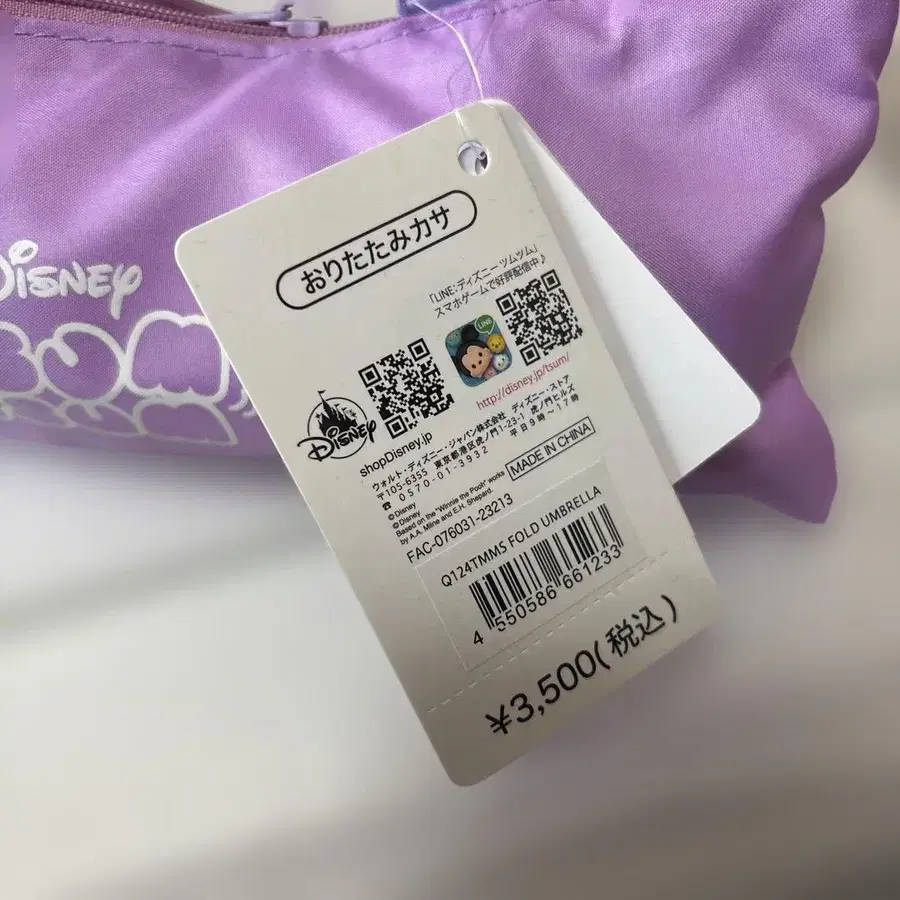 DISNEY
おりたたみカサ
「LINE:ディズニー ツムツム」
スマホゲームで好評配信中♪
LINE
http://disney.jp/tsum/
DISNEY
shopDisney.jp
ウォルト・ディズニー・ジャパン株式会社 ディズニー・ストア
〒105-6355 東京都港区虎ノ門1-23-1 虎ノ門ヒルズ
☎ 0570-01-3932 平日9時〜17時
©Disney
©Disney
Based on the "Winnie the Pooh" works
by A.A. Milne and E.H. Shepard.
MADE IN CHINA
FAC-076031-23213
Q124TMMS FOLD UMBRELLA
4 550586 661233
¥3,500(税込)